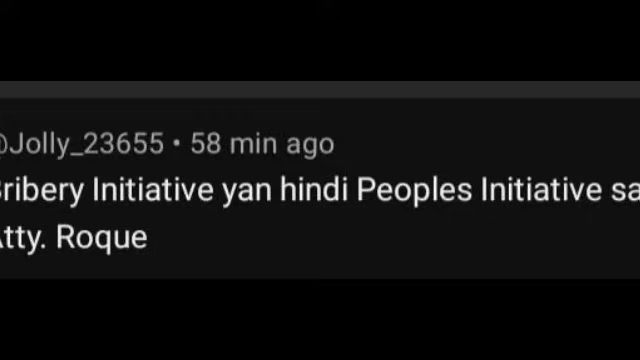 @Jolly_23655 • 58 min ago
Bribery Initiative yan hindi Peoples Initiative sa
Atty. Roque